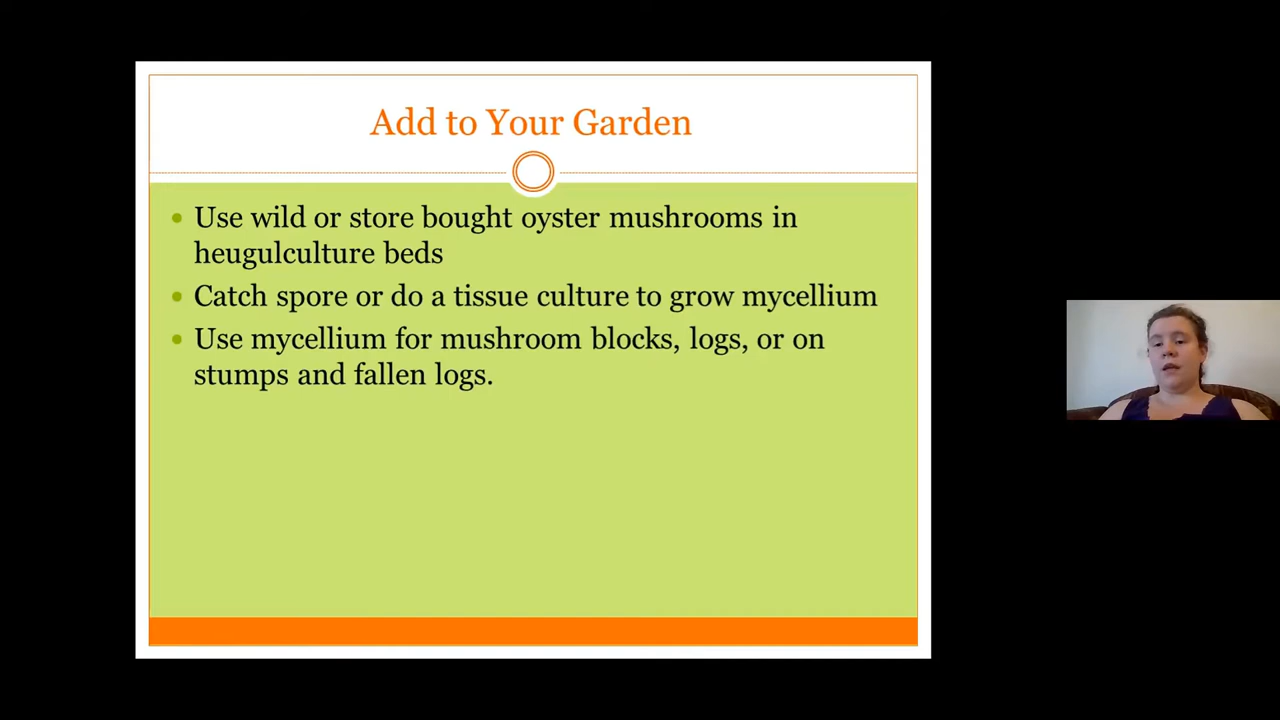 Add to Your Garden
Use wild or store bought oyster mushrooms in
heugulculture beds
Catch spore or do a tissue culture to grow mycellium
Use mycellium for mushroom blocks, logs, or on
stumps and fallen logs.